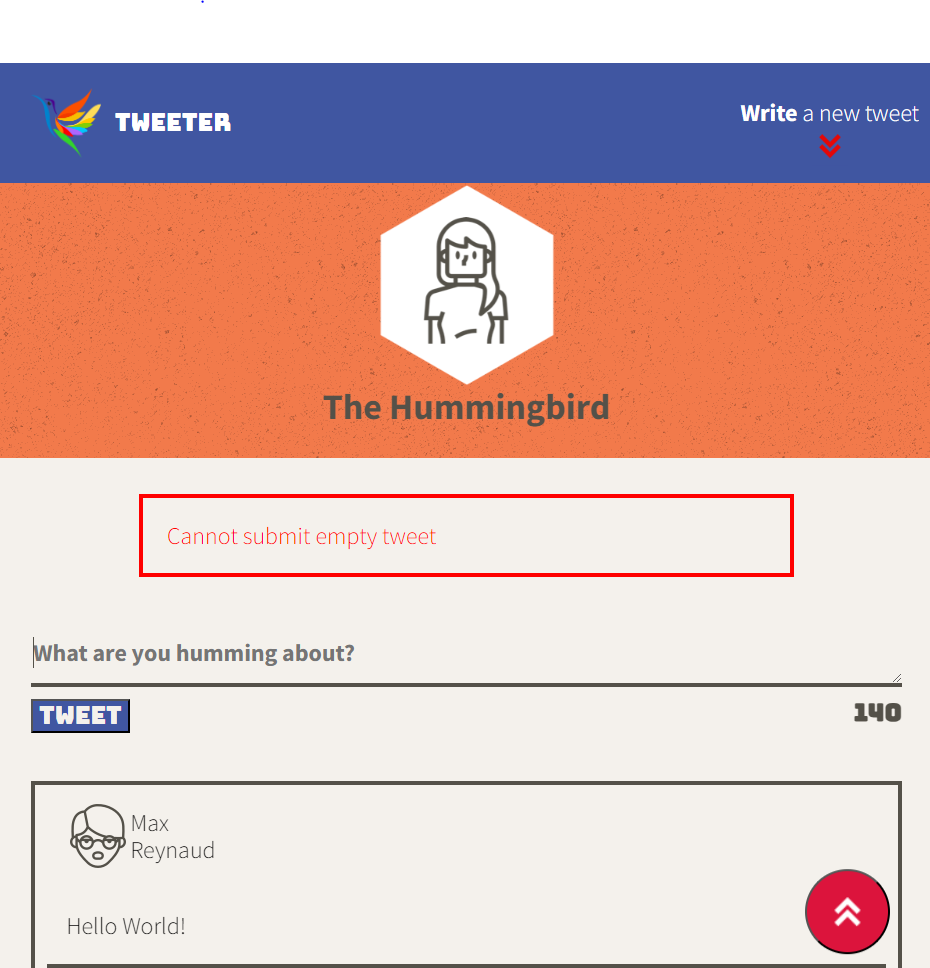 TWEETER
Write a new tweet
The Hummingbird
Cannot submit empty tweet
What are you humming about?
TWEET
140
Max
Reynaud
Hello World!